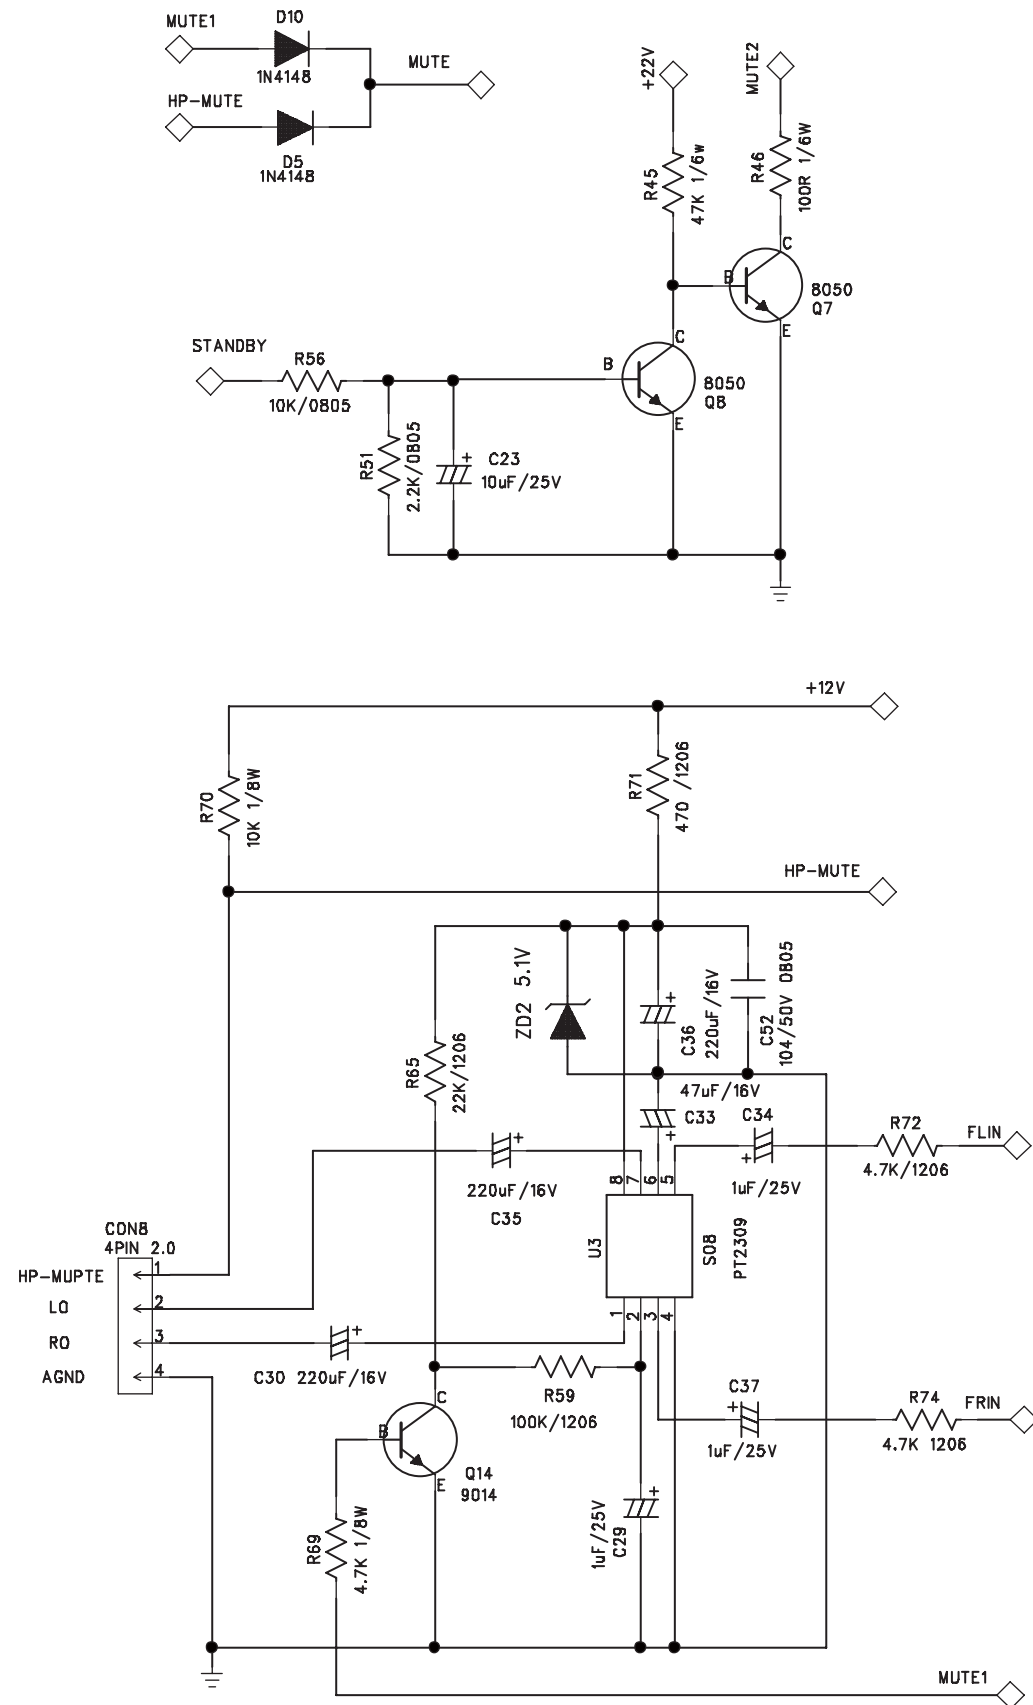 MUTE1
D10
1N4148
MUTE
HP-MUTE
D5
1N4148
+22V
MUTE2
R45
47K 1/6w
R46
100R 1/6W
C
B
8050
Q7
E
STANDBY
R56
10K/0805
B
C
8050
Q8
E
R51
2.2K/0805
+
C23
10uF/25V
+12V
R70
10K 1/8W
R71
470 /1206
HP-MUTE
ZD2 5.1V
+
C36
220uF/16V
C52
104/50V 0805
R65
22K/1206
47uF/16V
C33
+
C34
+
1uF/25V
R72
4.7K/1206
FLIN
+
220uF/16V
C35
8
7
6
5
U3
SO8
PT2309
1
2
3
4
CON8
4PIN 2.0
HP-MUPTE
1
LO
2
RO
3
AGND
4
+
C30 220uF/16V
R59
100K/1206
C37
+
1uF/25V
R74
4.7K 1206
FRIN
C
B
E
Q14
9014
R69
4.7K 1/8W
+
1uF/25V
C29
MUTE1